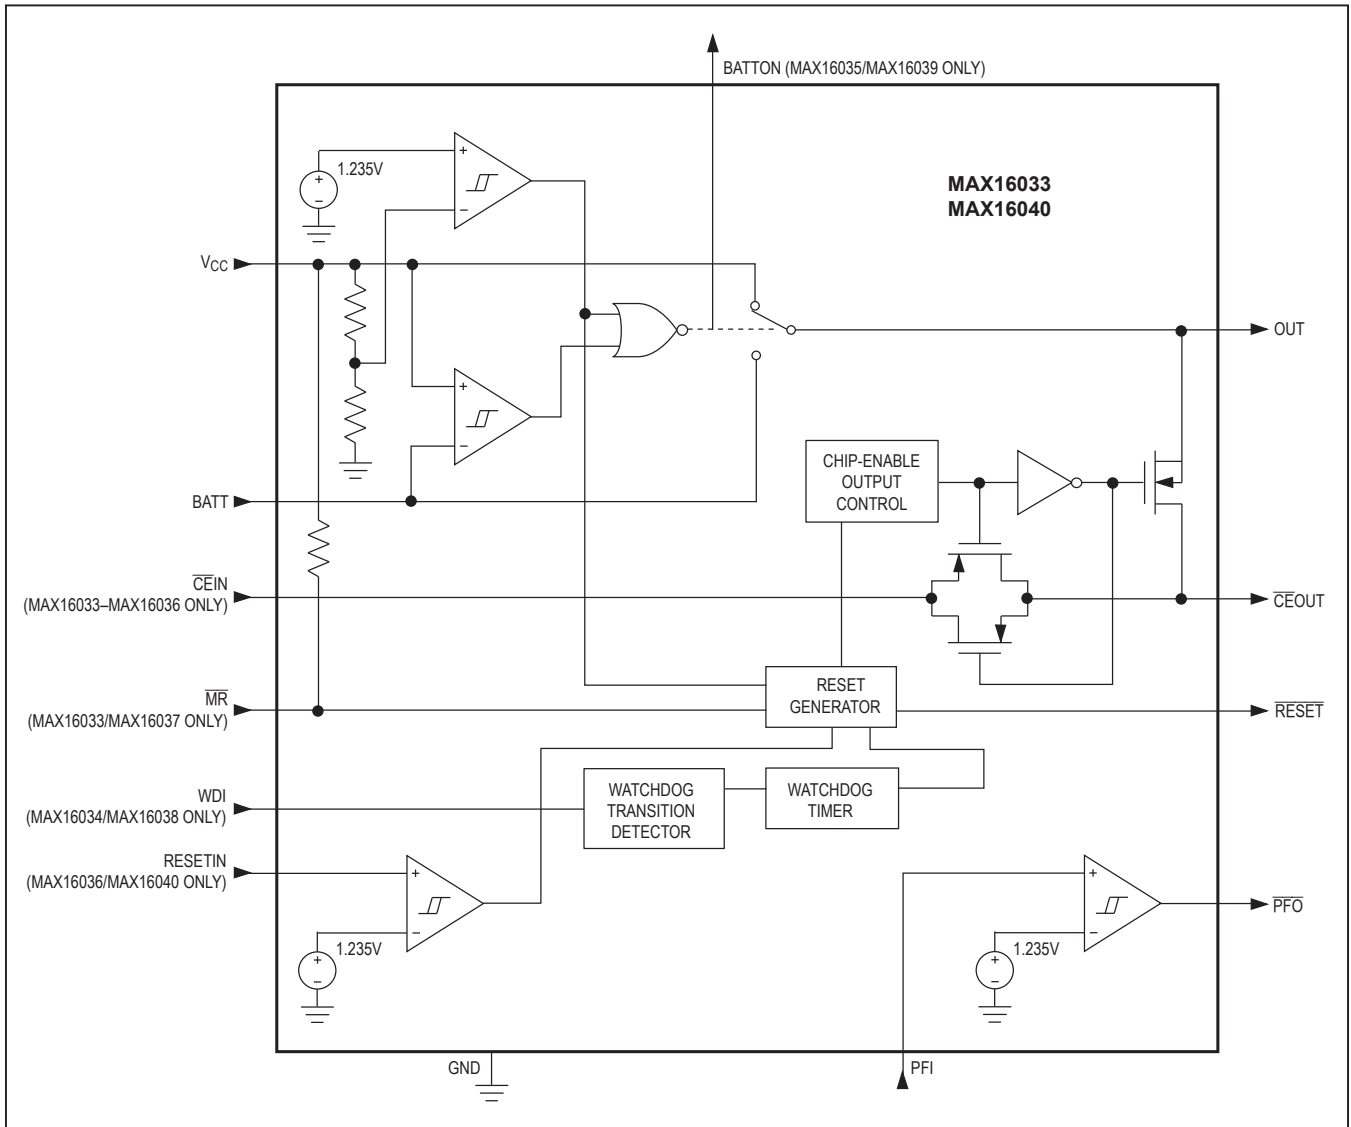 BATTON (MAX16035/MAX16039 ONLY)
+
1.235V
+
−
−
MAX16033
MAX16040
VCC
OUT
+
−
BATT
CHIP-ENABLE
OUTPUT
CONTROL
CEIN
(MAX16033–MAX16036 ONLY)
CEOUT
MR
(MAX16033/MAX16037 ONLY)
RESET
GENERATOR
RESET
WDI
(MAX16034/MAX16038 ONLY)
WATCHDOG
TRANSITION
DETECTOR
WATCHDOG
TIMER
RESETIN
(MAX16036/MAX16040 ONLY)
+
−
1.235V
+
−
+
−
1.235V
+
−
PFO
GND
PFI